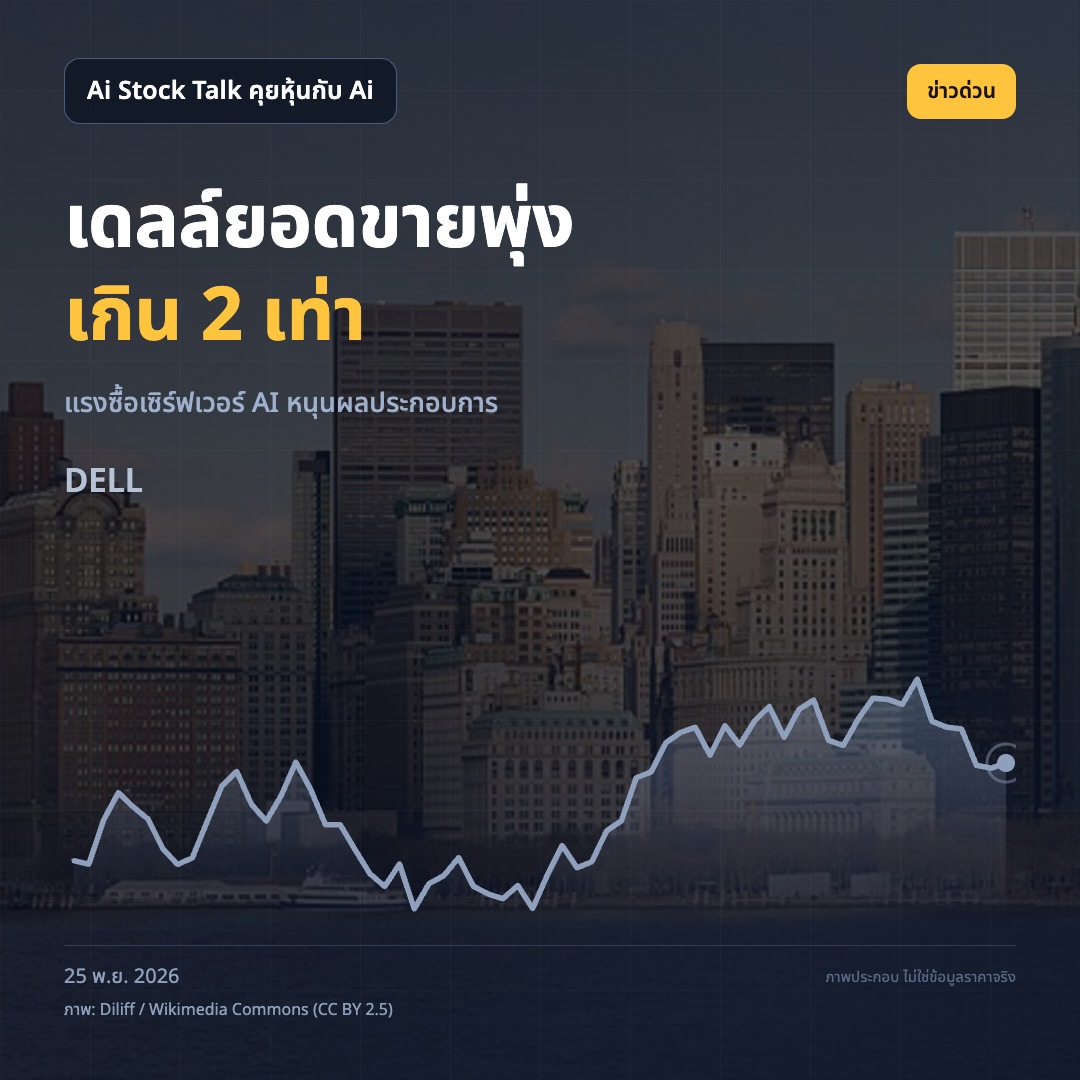 Ai Stock Talk คุยหุ้นกับ Ai
ข่าวด่วน
เดลล์ยอดขายพุ่ง
เกิน 2 เท่า
แรงซื้อเซิร์ฟเวอร์ AI หนุนผลประกอบการ
DELL
25 พ.ย. 2026
ภาพประกอบ ไม่ใช่ข้อมูลราคาจริง
ภาพ: Diliff / Wikimedia Commons (CC BY 2.5)